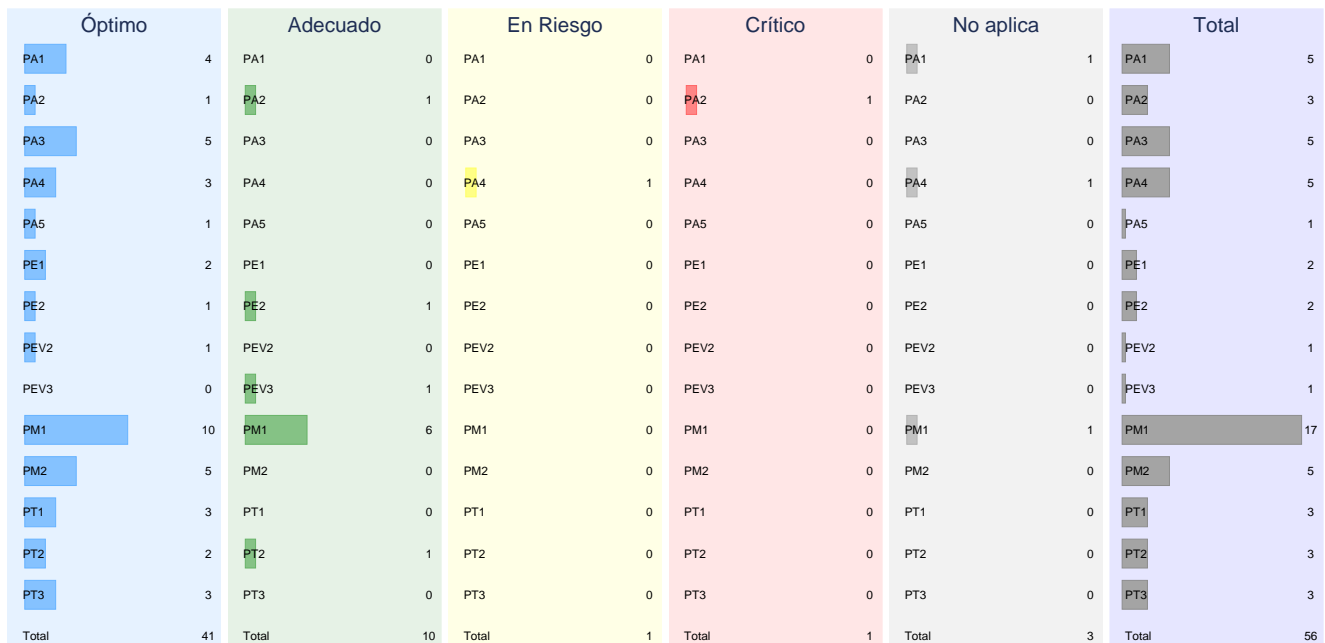 Óptimo Adecuado En Riesgo Crítico No aplica Total
PA1 4 PA1 0 PA1 0 PA1 0 PA1 1 PA1 5
PA2 1 PA2 1 PA2 0 PA2 1 PA2 0 PA2 3
PA3 5 PA3 0 PA3 0 PA3 0 PA3 0 PA3 5
PA4 3 PA4 0 PA4 1 PA4 0 PA4 1 PA4 5
PA5 1 PA5 0 PA5 0 PA5 0 PA5 0 PA5 1
PE1 2 PE1 0 PE1 0 PE1 0 PE1 0 PE1 2
PE2 1 PE2 1 PE2 0 PE2 0 PE2 0 PE2 2
PEV2 1 PEV2 0 PEV2 0 PEV2 0 PEV2 0 PEV2 1
PEV3 0 PEV3 1 PEV3 0 PEV3 0 PEV3 0 PEV3 1
PM1 10 PM1 6 PM1 0 PM1 0 PM1 1 PM1 17
PM2 5 PM2 0 PM2 0 PM2 0 PM2 0 PM2 5
PT1 3 PT1 0 PT1 0 PT1 0 PT1 0 PT1 3
PT2 2 PT2 1 PT2 0 PT2 0 PT2 0 PT2 3
PT3 3 PT3 0 PT3 0 PT3 0 PT3 0 PT3 3
Total 41 Total 10 Total 1 Total 1 Total 3 Total 56